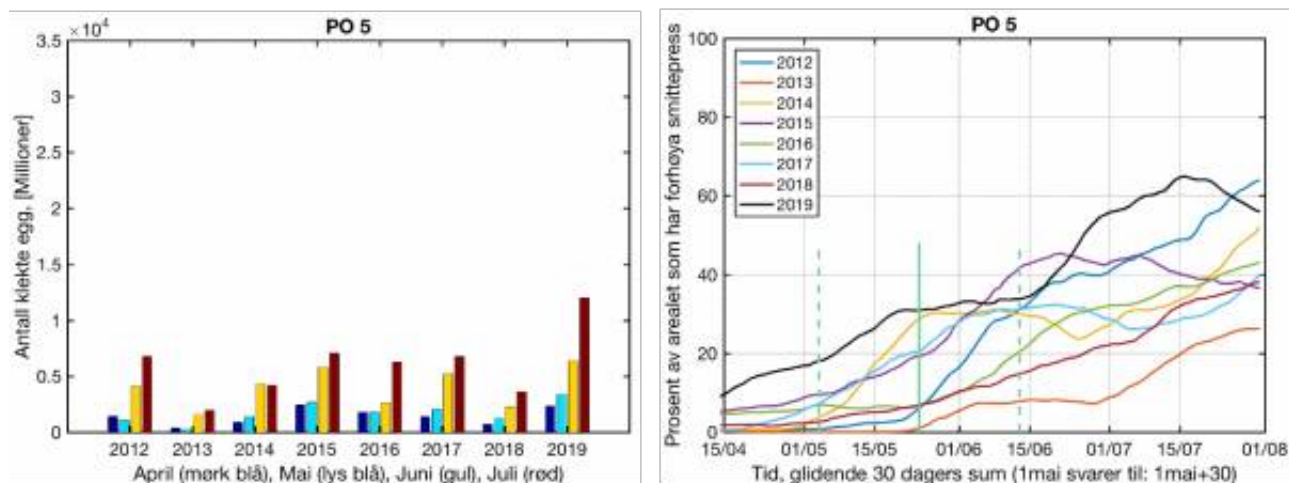 PO 5
×10⁴
3.5
3
2.5
2
1.5
1
0.5
0
Antall klekte egg, [Millioner]
2012 2013 2014 2015 2016 2017 2018 2019
April (mørk blå), Mai (lys blå), Juni (gul), Juli (rød)
PO 5
100
80
60
40
20
0
Prosent av arealet som har forhøya smittepress
2012
2013
2014
2015
2016
2017
2018
2019
15/04 01/05 15/05 01/06 15/06 01/07 15/07 01/08
Tid, glidende 30 dagers sum (1mai svarer til: 1mai+30)